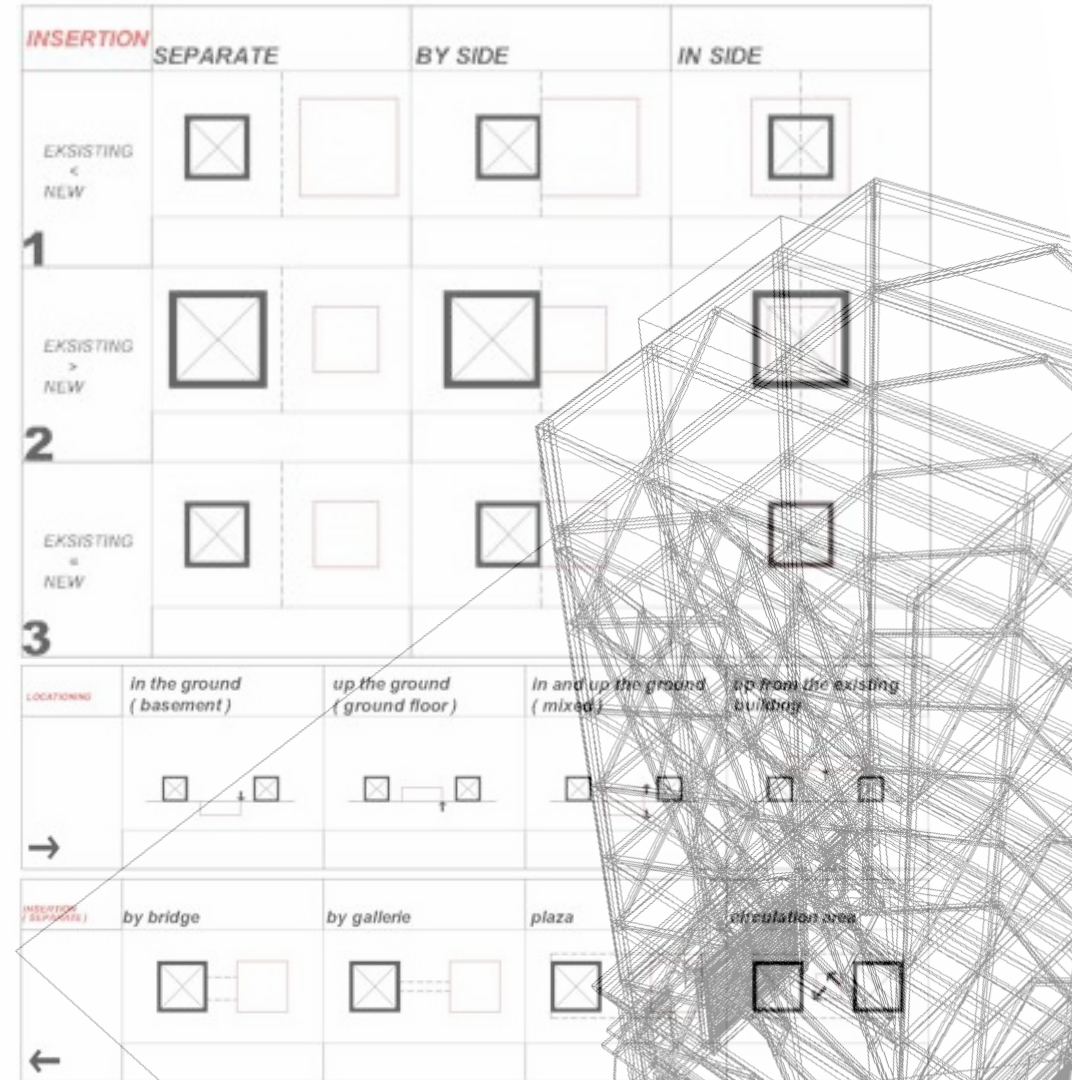 INSERTION
SEPARATE
BY SIDE
IN SIDE
EKSISTING
<
NEW
1
EKSISTING
>
NEW
2
EKSISTING
=
NEW
3
LOCATIONING
in the ground
( basement )
up the ground
( ground floor )
in and up the ground
( mixed )
up from the existing
building
→
INSERTION
( SEPARATE )
by bridge
by gallerie
plaza
circulation area
←